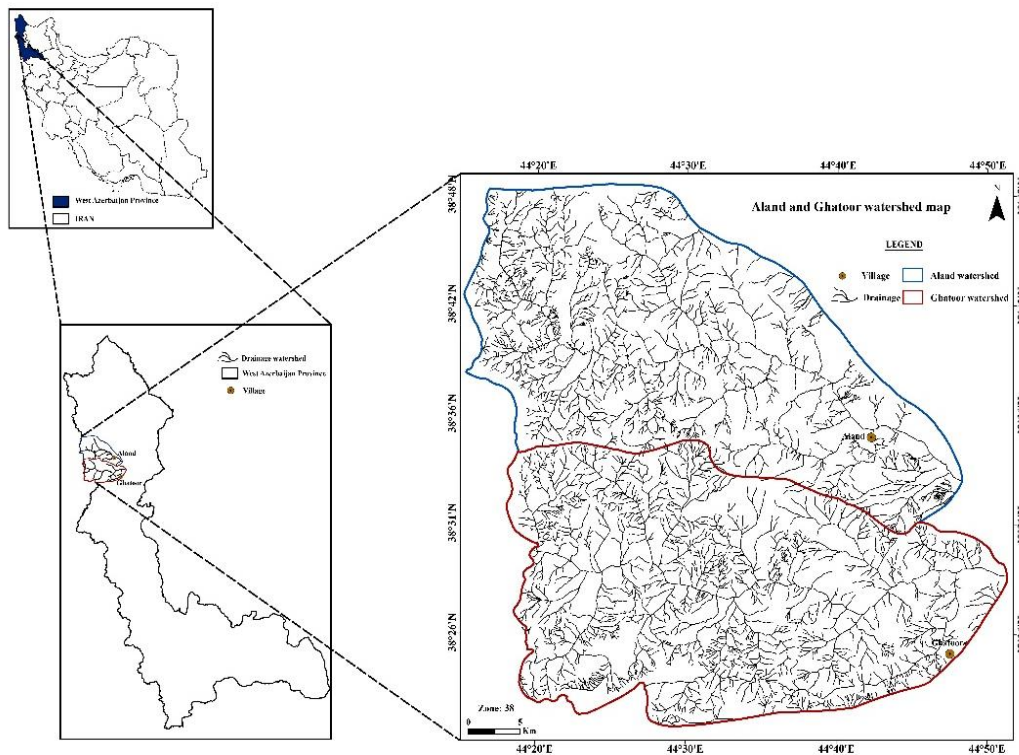 West Azerbaijan Province
IRAN
Drainage watershed
West Azerbaijan Province
Village
Aland
Ghatoor
44°20'E 44°30'E 44°40'E 44°50'E
N
Aland and Ghatoor watershed map
LEGEND
Village Aland watershed
Drainage Ghatoor watershed
38°48'N
38°42'N
38°36'N
38°31'N
38°26'N
Aland
Ghatoor
Zone: 38
0 5
Km
44°20'E 44°30'E 44°40'E 44°50'E